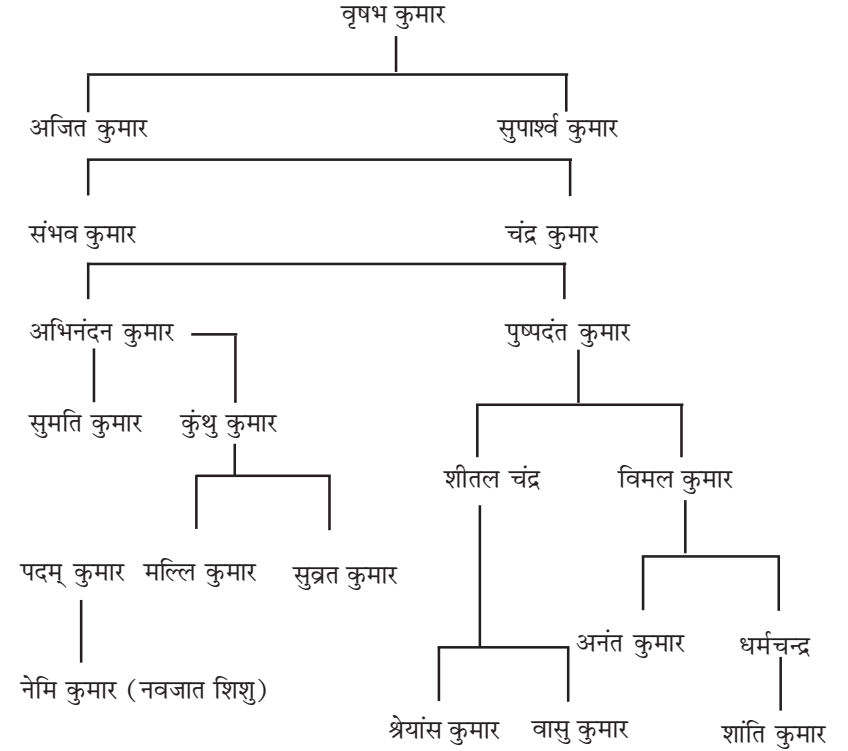 वृषभ कुमार
अजित कुमार सुपार्श्व कुमार
संभव कुमार चंद्र कुमार
अभिनंदन कुमार पुष्पदंत कुमार
सुमति कुमार कुंथु कुमार
शीतल चंद्र विमल कुमार
पदम् कुमार मल्लि कुमार सुव्रत कुमार
अनंत कुमार धर्मचन्द्र
नेमि कुमार (नवजात शिशु)
श्रेयांस कुमार वासु कुमार शांति कुमार